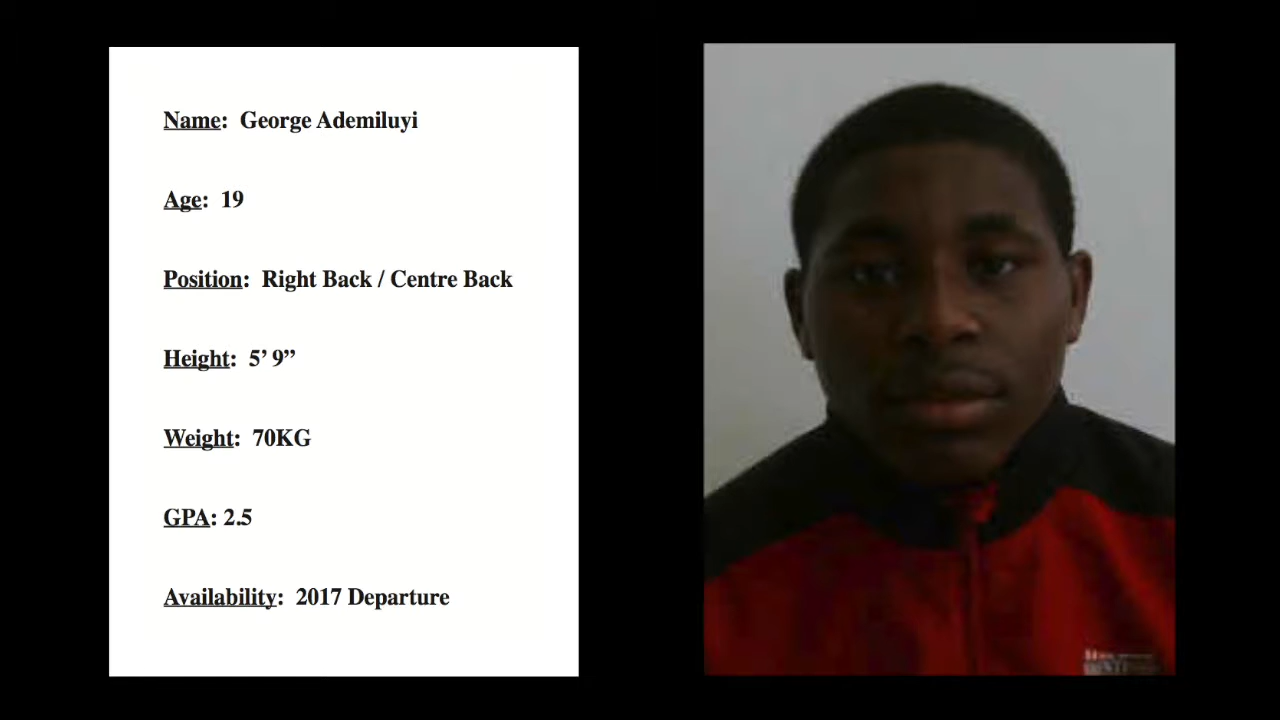 Name: George Ademiluyi
Age: 19
Position: Right Back / Centre Back
Height: 5’ 9”
Weight: 70KG
GPA: 2.5
Availability: 2017 Departure